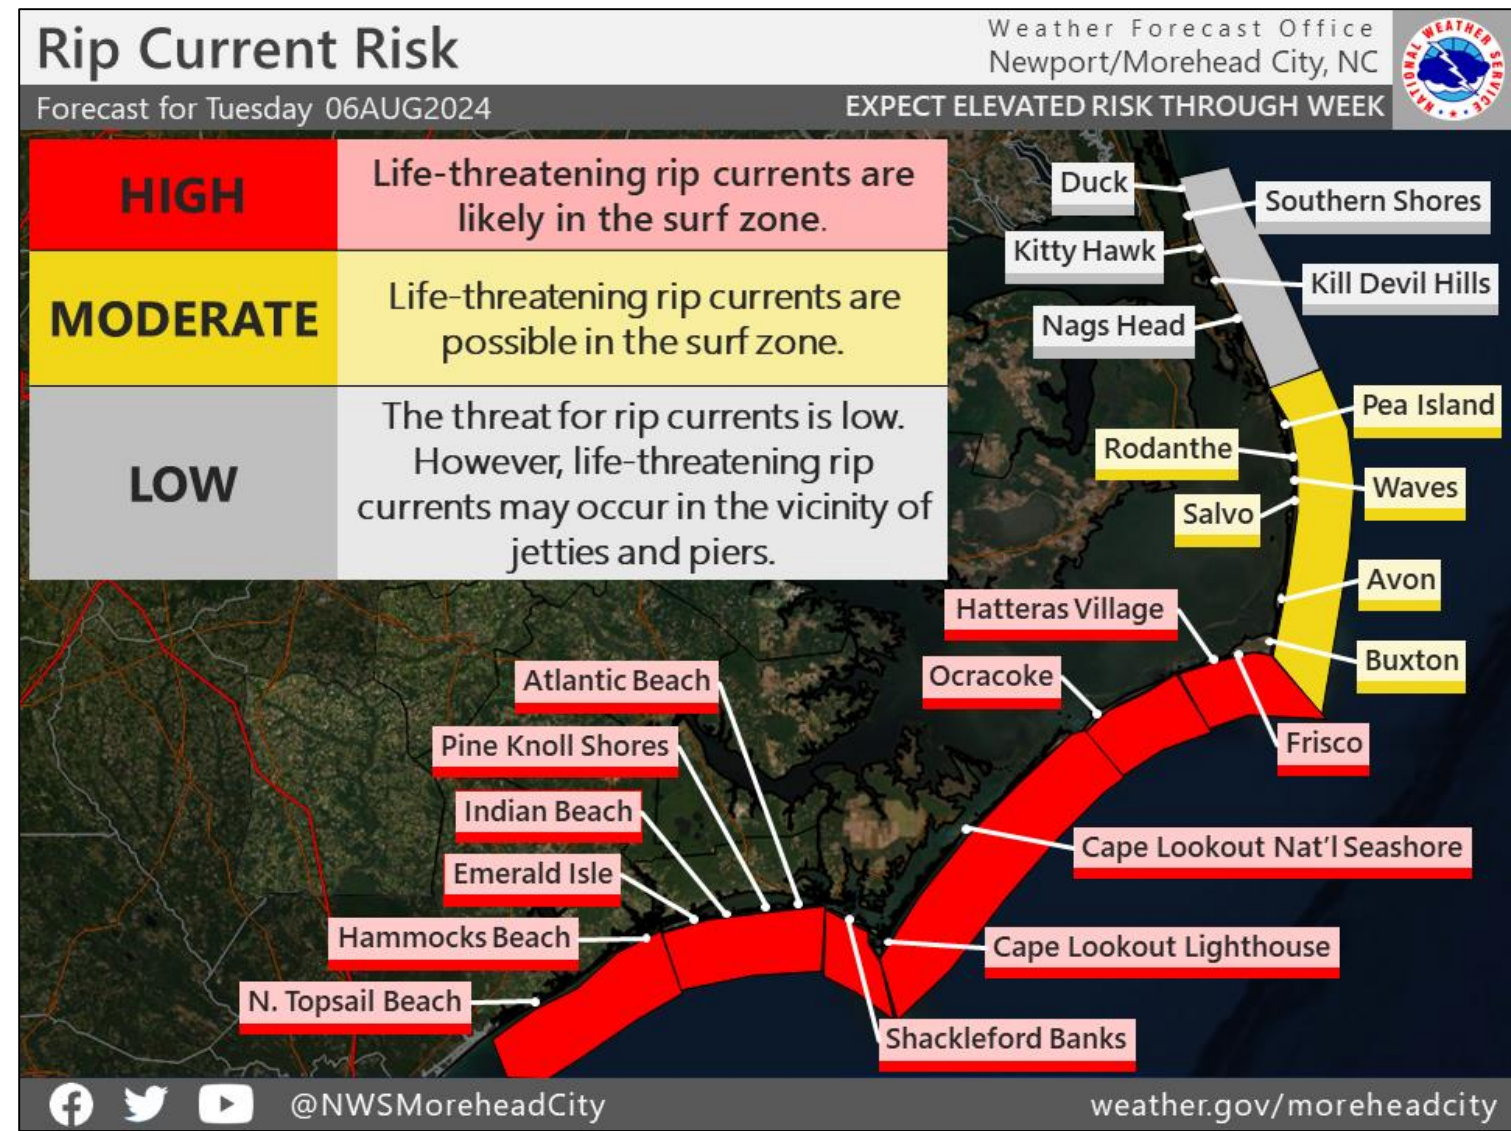 Rip Current Risk
Weather Forecast Office
Newport/Morehead City, NC
NATIONAL WEATHER SERVICE
Forecast for Tuesday 06AUG2024
EXPECT ELEVATED RISK THROUGH WEEK
HIGH
Life-threatening rip currents are
likely in the surf zone.
MODERATE
Life-threatening rip currents are
possible in the surf zone.
LOW
The threat for rip currents is low.
However, life-threatening rip
currents may occur in the vicinity of
jetties and piers.
Duck
Southern Shores
Kitty Hawk
Kill Devil Hills
Nags Head
Pea Island
Rodanthe
Waves
Salvo
Avon
Hatteras Village
Buxton
Ocracoke
Atlantic Beach
Frisco
Pine Knoll Shores
Indian Beach
Cape Lookout Nat'l Seashore
Emerald Isle
Hammocks Beach
Cape Lookout Lighthouse
N. Topsail Beach
Shackleford Banks
@NWSMoreheadCity
weather.gov/moreheadcity